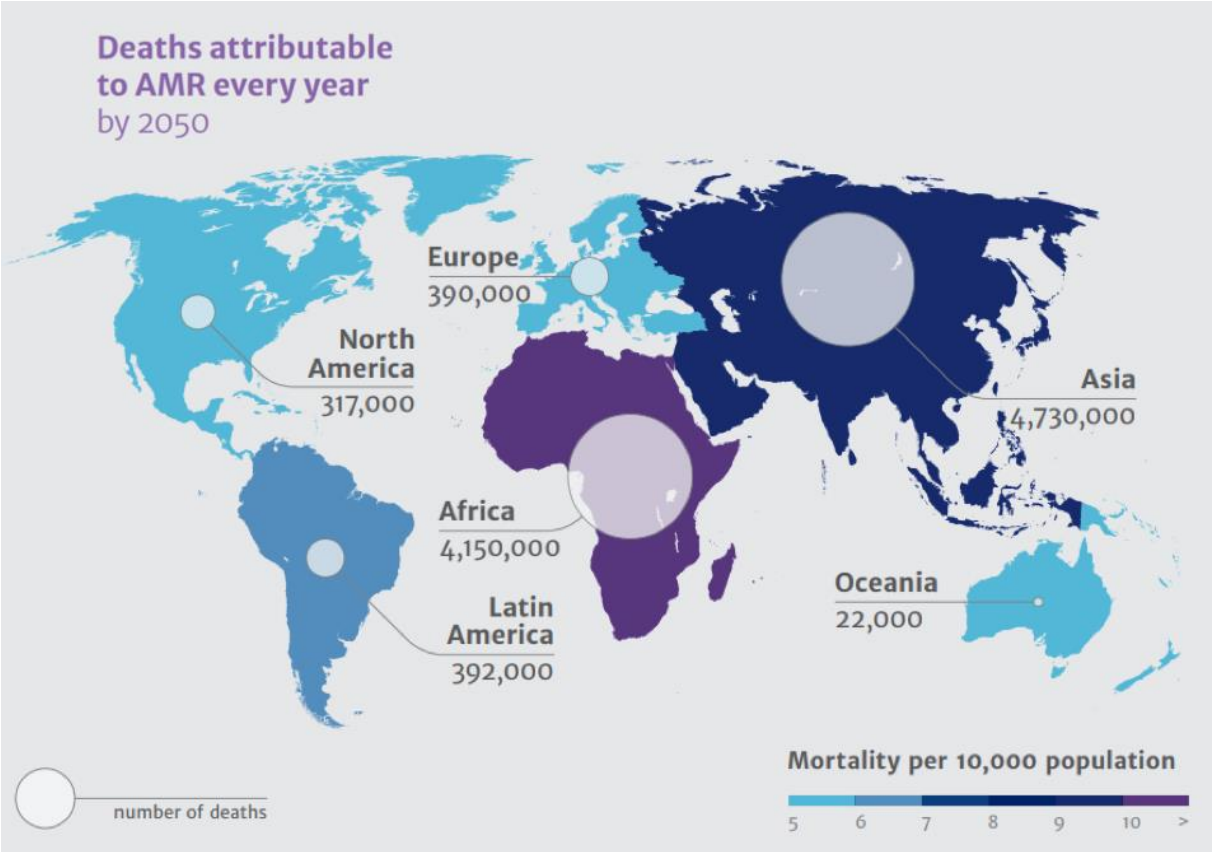 Deaths attributable
to AMR every year
by 2050
Europe
390,000
North
America
317,000
Asia
4,730,000
Africa
4,150,000
Oceania
22,000
Latin
America
392,000
Mortality per 10,000 population
5 6 7 8 9 10 >
number of deaths